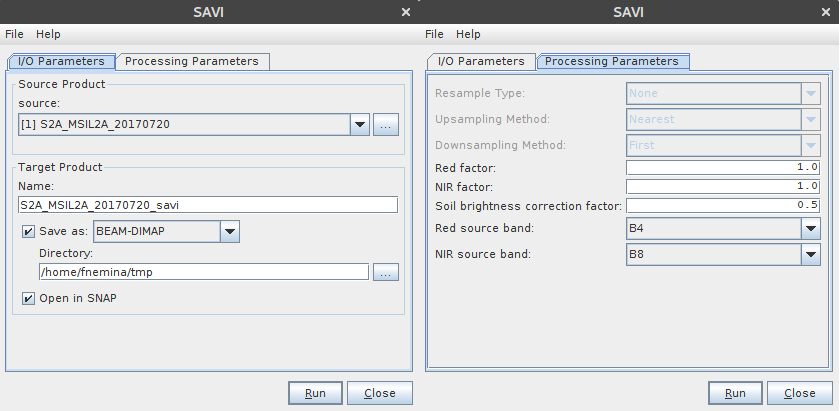 SAVI
File Help
I/O Parameters Processing Parameters
Source Product
source:
[1] S2A_MSIL2A_20170720 ...
Target Product
Name:
S2A_MSIL2A_20170720_savi
Save as: BEAM-DIMAP
Directory:
/home/fnemina/tmp ...
Open in SNAP
Run Close
SAVI
File Help
I/O Parameters Processing Parameters
Resample Type: None
Upsampling Method: Nearest
Downsampling Method: First
Red factor: 1.0
NIR factor: 1.0
Soil brightness correction factor: 0.5
Red source band: B4
NIR source band: B8
Run Close